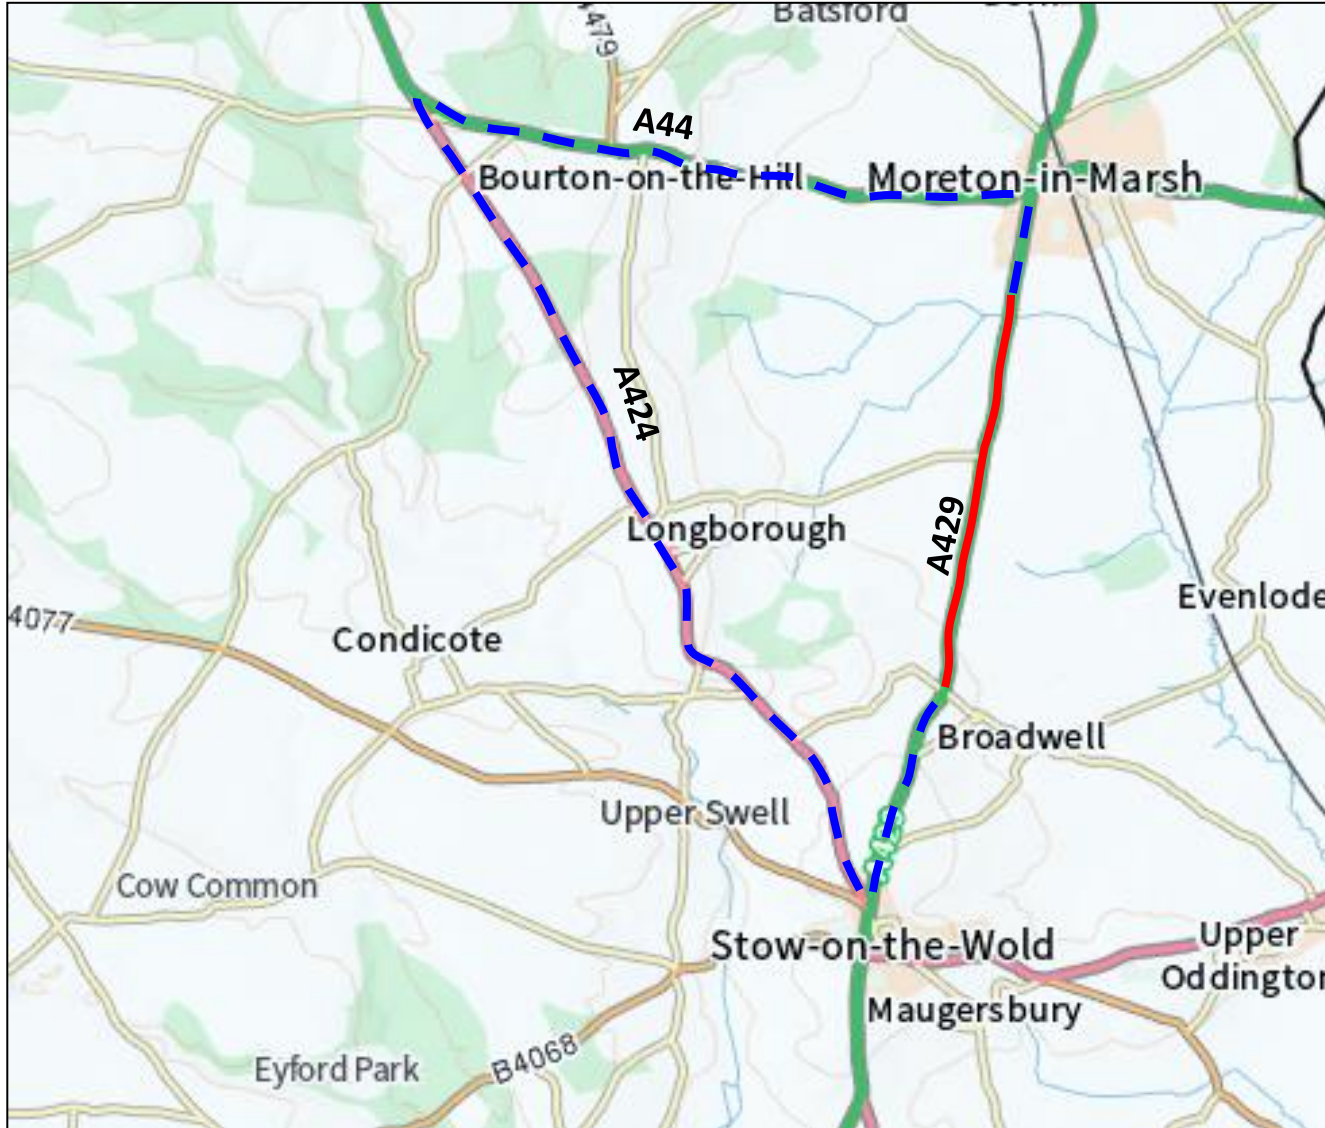 Batsford
A44
Bourton-on-the-Hill
Moreton-in-Marsh
A424
Longborough
A429
Evenlode
4077
Condicote
Broadwell
Upper Swell
Cow Common
Stow-on-the-Wold
Upper
Oddington
Maugersbury
B4068
Eyford Park